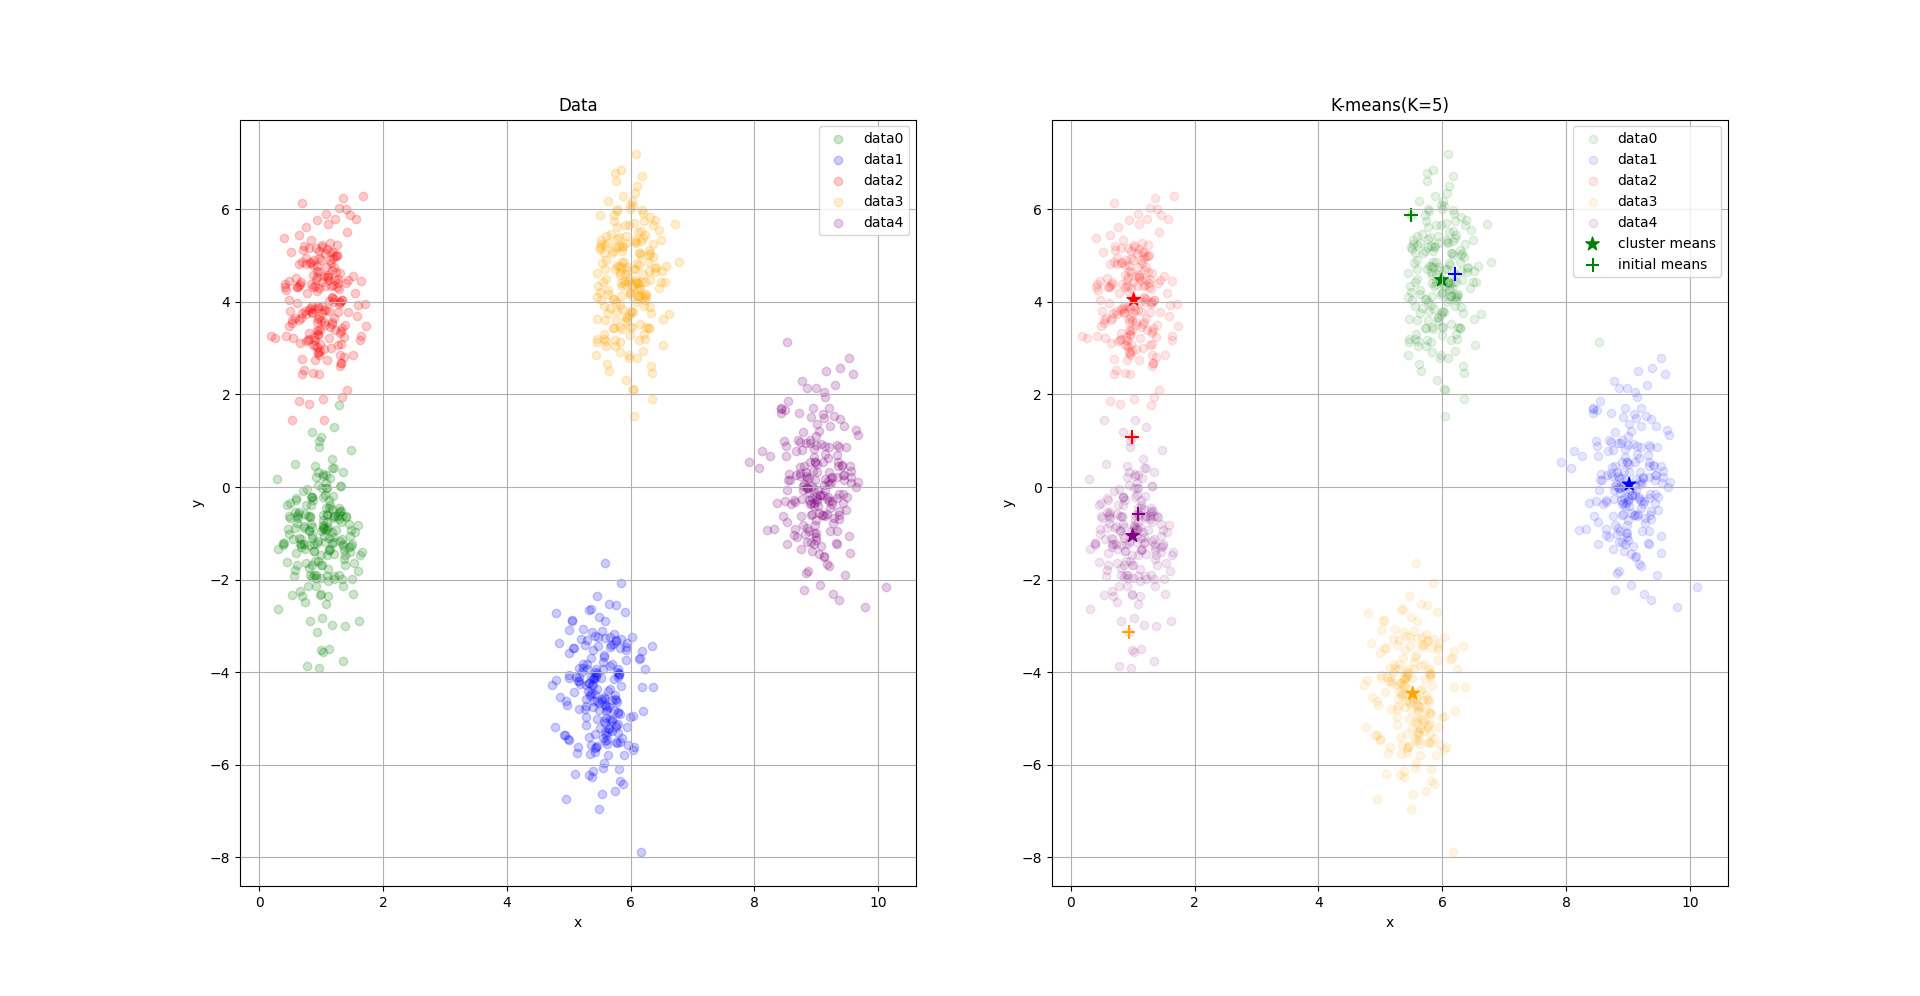 Data
data0
data1
data2
data3
data4
6
4
2
0
−2
−4
−6
−8
y
0
2
4
6
8
10
x
K-means(K=5)
data0
data1
data2
data3
data4
cluster means
initial means
6
4
2
0
−2
−4
−6
−8
y
0
2
4
6
8
10
x